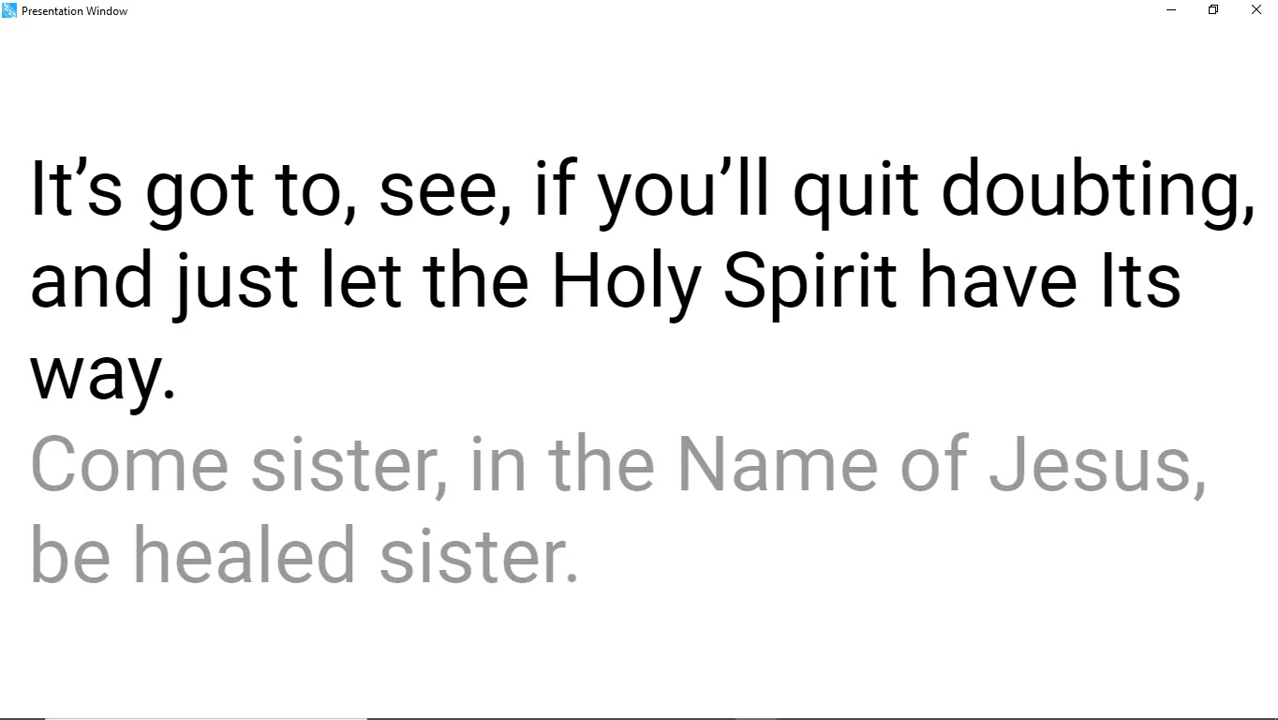 Presentation Window
It’s got to, see, if you’ll quit doubting,
and just let the Holy Spirit have Its
way.
Come sister, in the Name of Jesus,
be healed sister.